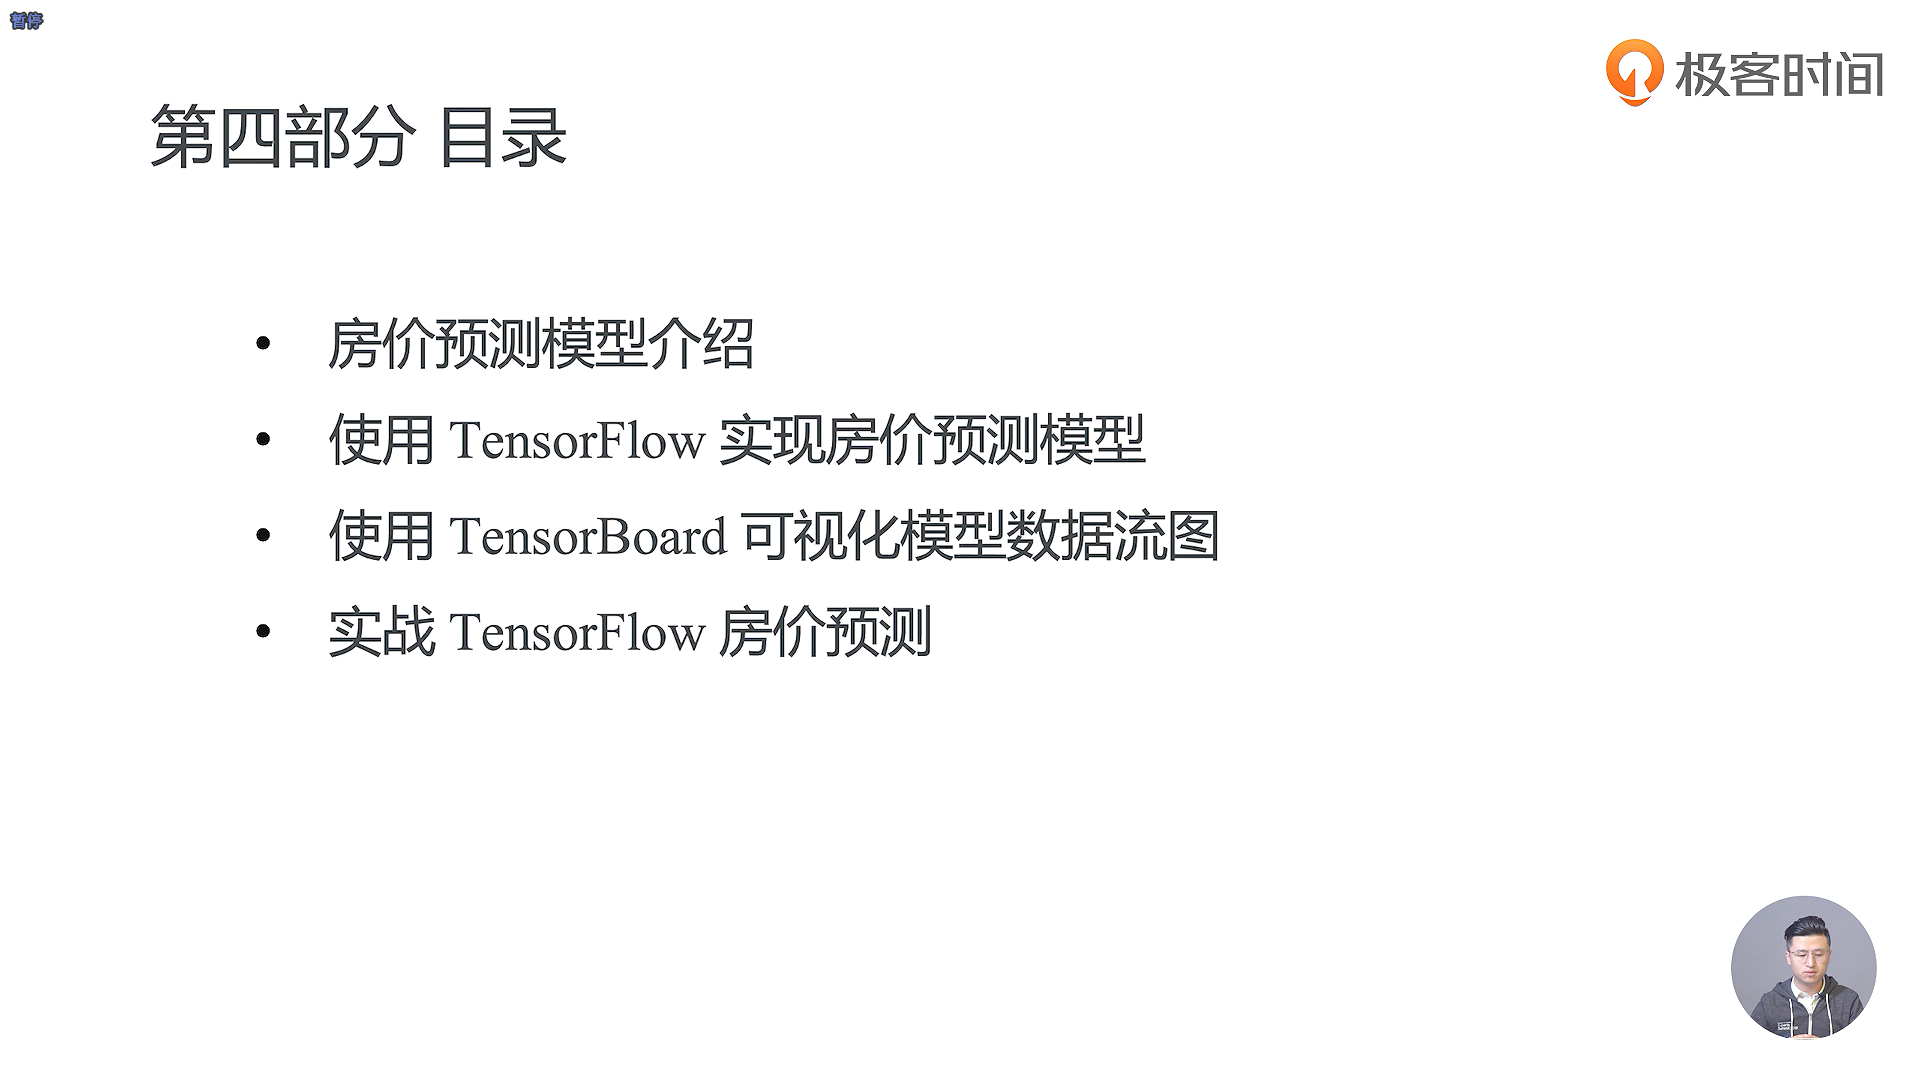 暂停
极客时间
第四部分 目录
• 房价预测模型介绍
• 使用 TensorFlow 实现房价预测模型
• 使用 TensorBoard 可视化模型数据流图
• 实战 TensorFlow 房价预测